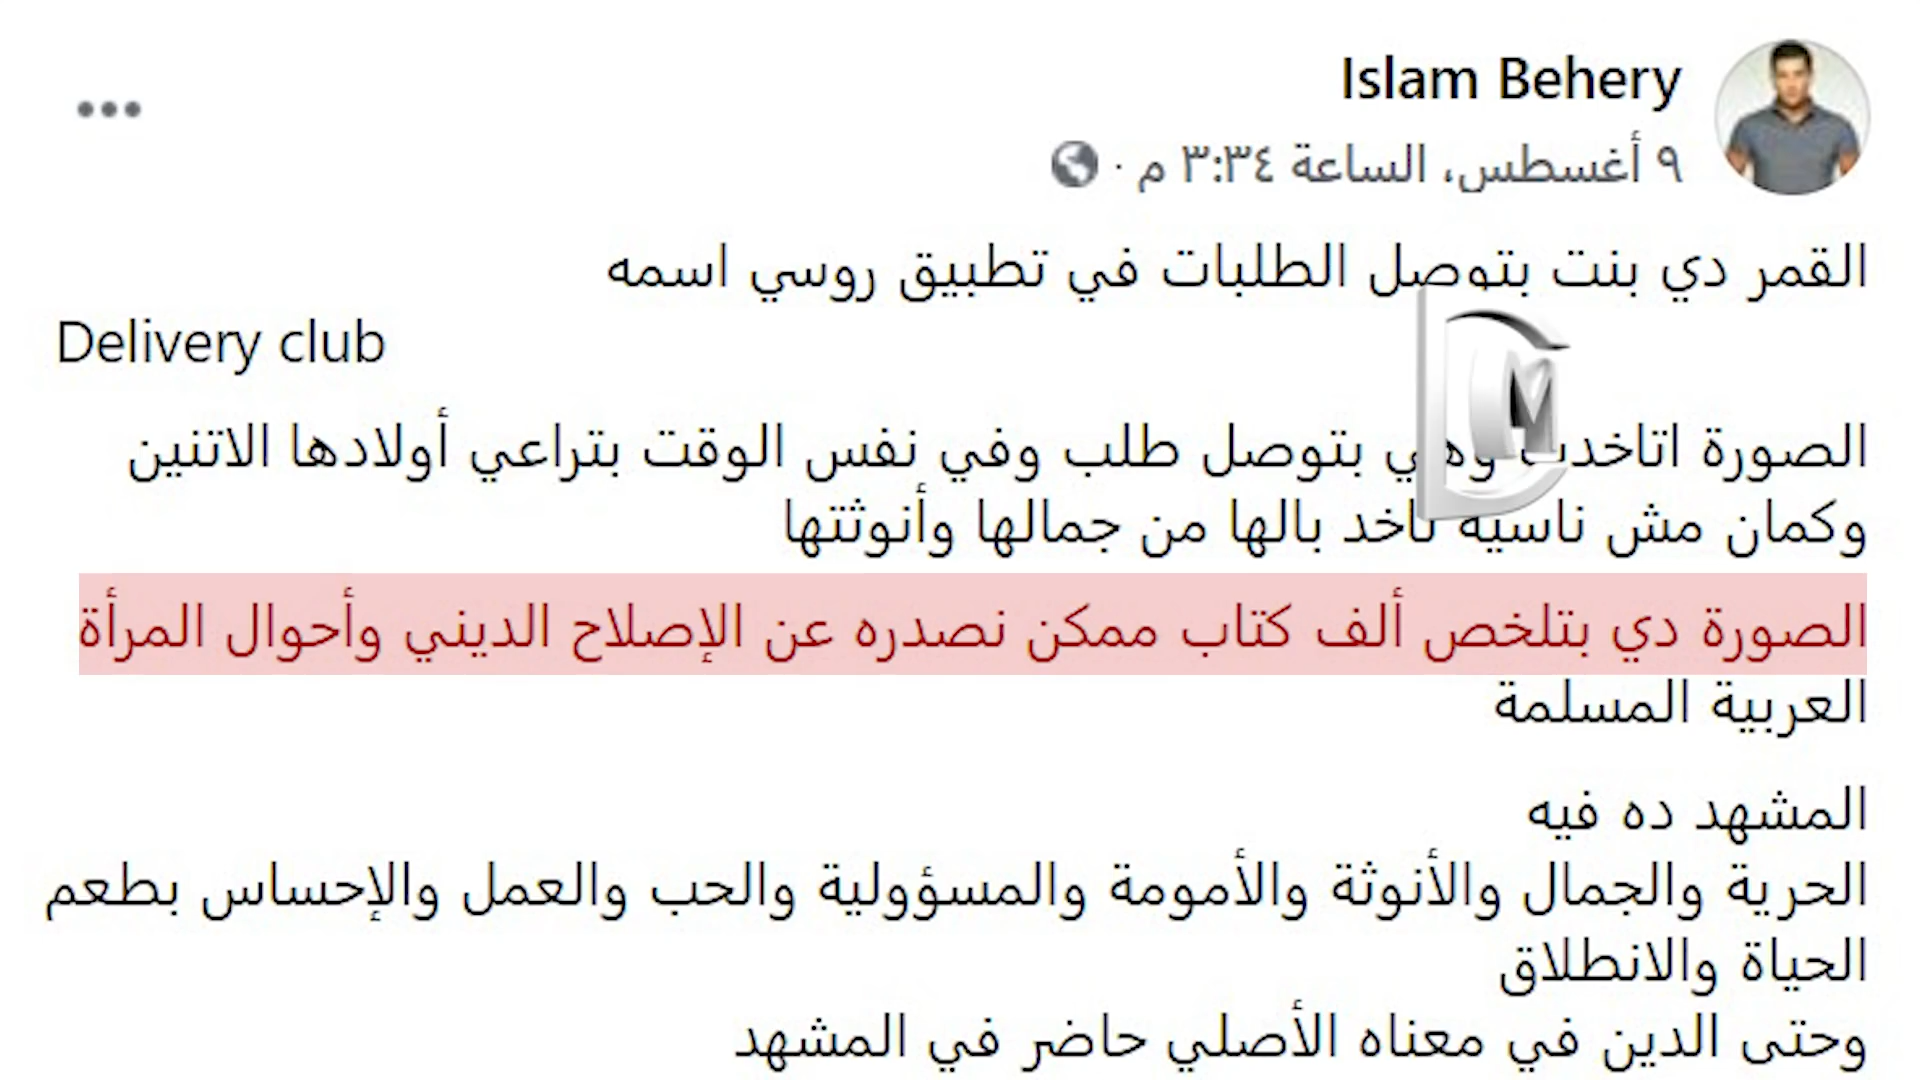 Islam Behery
٩ أغسطس، الساعة ٣:٣٤ م ·
القمر دي بنت بتوصل الطلبات في تطبيق روسي اسمه
Delivery club
الصورة اتاخدت وهي بتوصل طلب وفي نفس الوقت بتراعي أولادها الاتنين
وكمان مش ناسية تاخد بالها من جمالها وأنوثتها
الصورة دي بتلخص ألف كتاب ممكن نصدره عن الإصلاح الديني وأحوال المرأة
العربية المسلمة
المشهد ده فيه
الحرية والجمال والأنوثة والأمومة والمسؤولية والحب والعمل والإحساس بطعم
الحياة والانطلاق
وحتى الدين في معناه الأصلي حاضر في المشهد